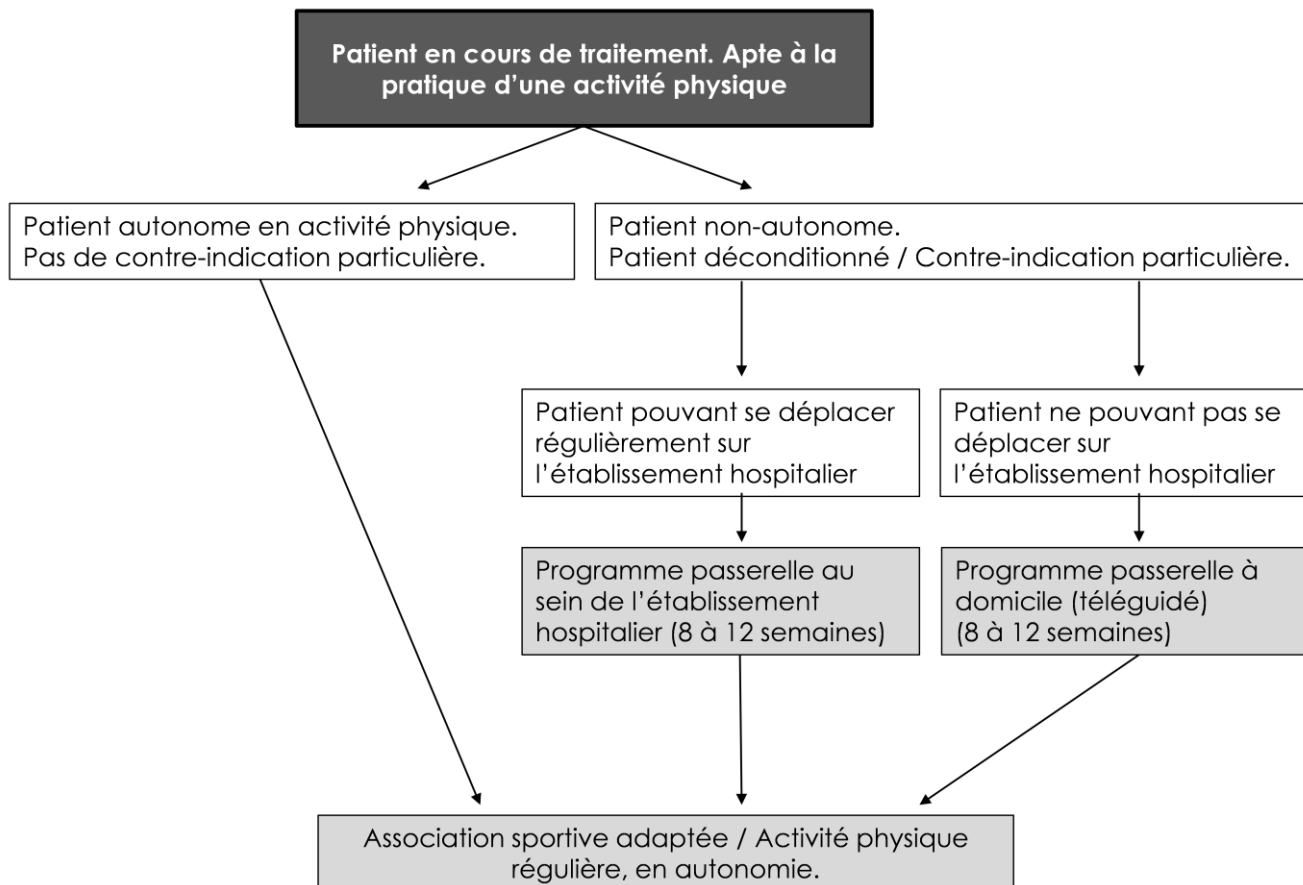 Patient en cours de traitement. Apte à la
pratique d’une activité physique
Patient autonome en activité physique.
Pas de contre-indication particulière.
Patient non-autonome.
Patient déconditionné / Contre-indication particulière.
Patient pouvant se déplacer
régulièrement sur
l’établissement hospitalier
Patient ne pouvant pas se
déplacer sur
l’établissement hospitalier
Programme passerelle au
sein de l’établissement
hospitalier (8 à 12 semaines)
Programme passerelle à
domicile (téléguidé)
(8 à 12 semaines)
Association sportive adaptée / Activité physique
régulière, en autonomie.